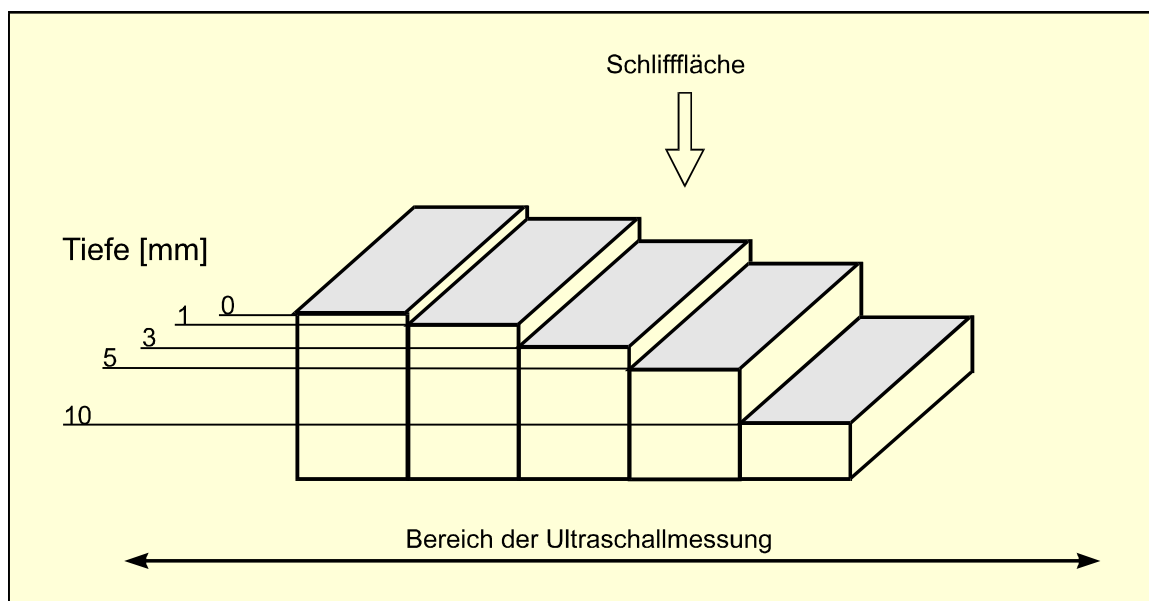 Schlifffläche
Tiefe [mm]
0
1
3
5
10
Bereich der Ultraschallmessung